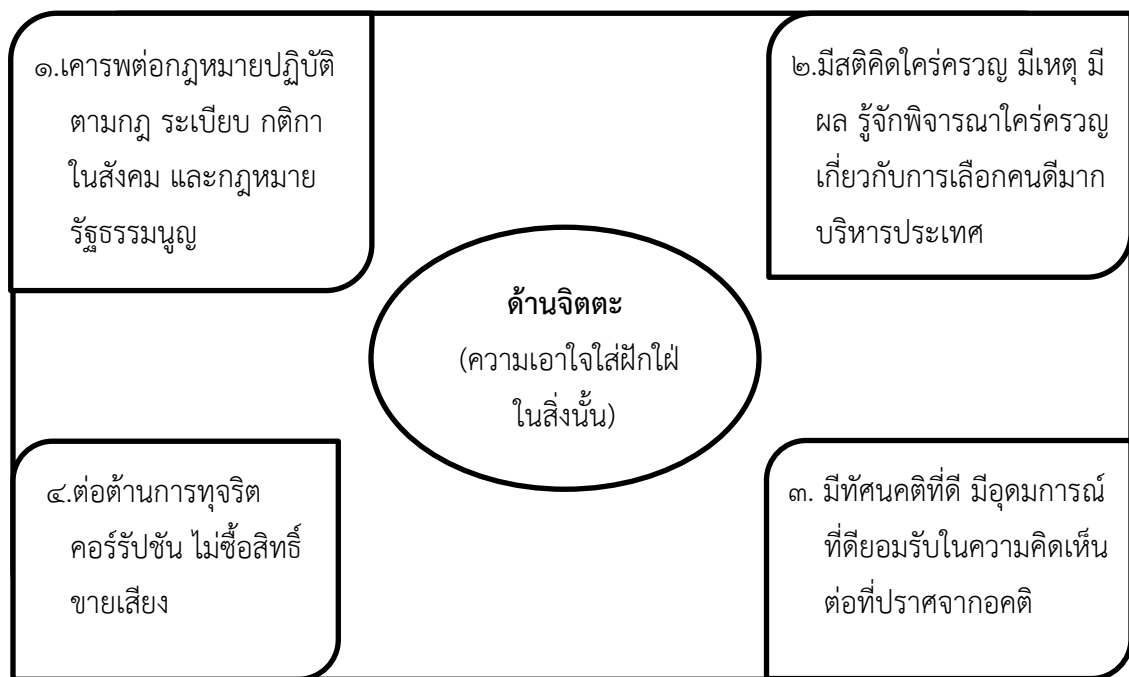 ๑.เคารพต่อกฎหมายปฏิบัติ
ตามกฎ ระเบียบ กติกา
ในสังคม และกฎหมาย
รัฐธรรมนูญ
๒.มีสติคิดใคร่ครวญ มีเหตุ มี
ผล รู้จักพิจารณาใคร่ครวญ
เกี่ยวกับการเลือกคนดีมาก
บริหารประเทศ
ด้านจิตตะ
(ความเอาใจใส่ฝักใฝ่
ในสิ่งนั้น)
๓. มีทัศนคติที่ดี มีอุดมการณ์
ที่ดียอมรับในความคิดเห็น
ต่อที่ปราศจากอคติ
๔.ต่อต้านการทุจริต
คอร์รัปชัน ไม่ซื้อสิทธิ์
ขายเสียง